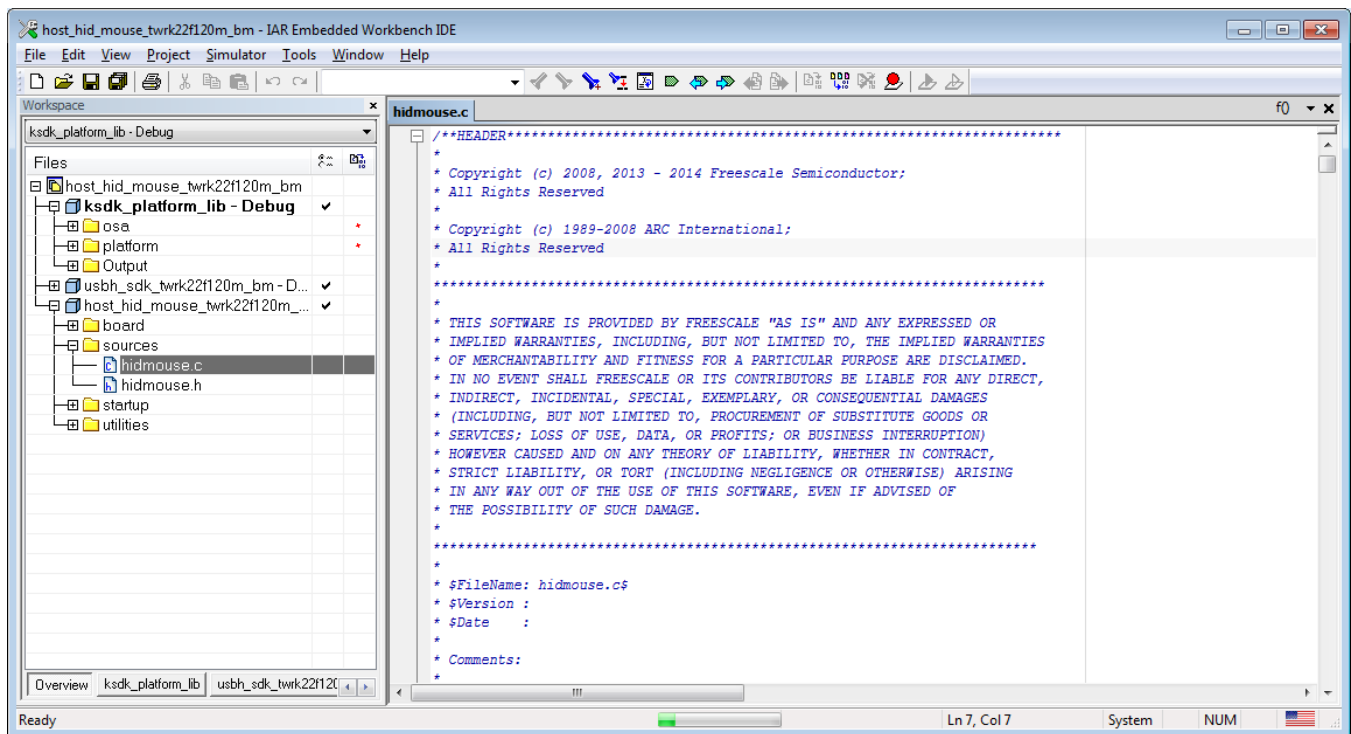 host_hid_mouse_twrk22f120m_bm - IAR Embedded Workbench IDE
File Edit View Project Simulator Tools Window Help
Workspace
ksdk_platform_lib - Debug
Files
host_hid_mouse_twrk22f120m_bm
ksdk_platform_lib - Debug
osa
platform
Output
usbh_sdk_twrk22f120m_bm - D...
host_hid_mouse_twrk22f120m_...
board
sources
hidmouse.c
hidmouse.h
startup
utilities
Overview ksdk_platform_lib usbh_sdk_twrk22f120
hidmouse.c
f()
/**HEADER********************************************************************
*
* Copyright (c) 2008, 2013 - 2014 Freescale Semiconductor;
* All Rights Reserved
*
* Copyright (c) 1989-2008 ARC International;
* All Rights Reserved
*
***************************************************************************
*
* THIS SOFTWARE IS PROVIDED BY FREESCALE "AS IS" AND ANY EXPRESSED OR
* IMPLIED WARRANTIES, INCLUDING, BUT NOT LIMITED TO, THE IMPLIED WARRANTIES
* OF MERCHANTABILITY AND FITNESS FOR A PARTICULAR PURPOSE ARE DISCLAIMED.
* IN NO EVENT SHALL FREESCALE OR ITS CONTRIBUTORS BE LIABLE FOR ANY DIRECT,
* INDIRECT, INCIDENTAL, SPECIAL, EXEMPLARY, OR CONSEQUENTIAL DAMAGES
* (INCLUDING, BUT NOT LIMITED TO, PROCUREMENT OF SUBSTITUTE GOODS OR
* SERVICES; LOSS OF USE, DATA, OR PROFITS; OR BUSINESS INTERRUPTION)
* HOWEVER CAUSED AND ON ANY THEORY OF LIABILITY, WHETHER IN CONTRACT,
* STRICT LIABILITY, OR TORT (INCLUDING NEGLIGENCE OR OTHERWISE) ARISING
* IN ANY WAY OUT OF THE USE OF THIS SOFTWARE, EVEN IF ADVISED OF
* THE POSSIBILITY OF SUCH DAMAGE.
*
**************************************************************************
*
* $FileName: hidmouse.c$
* $Version :
* $Date    :
*
* Comments:
*
Ready
Ln 7, Col 7
System
NUM